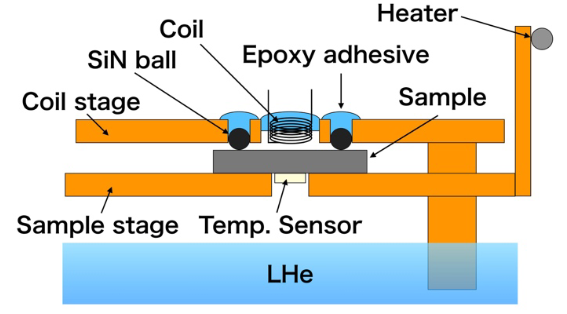 Heater
Coil
Epoxy adhesive
SiN ball
Sample
Coil stage
Sample stage
Temp. Sensor
LHe